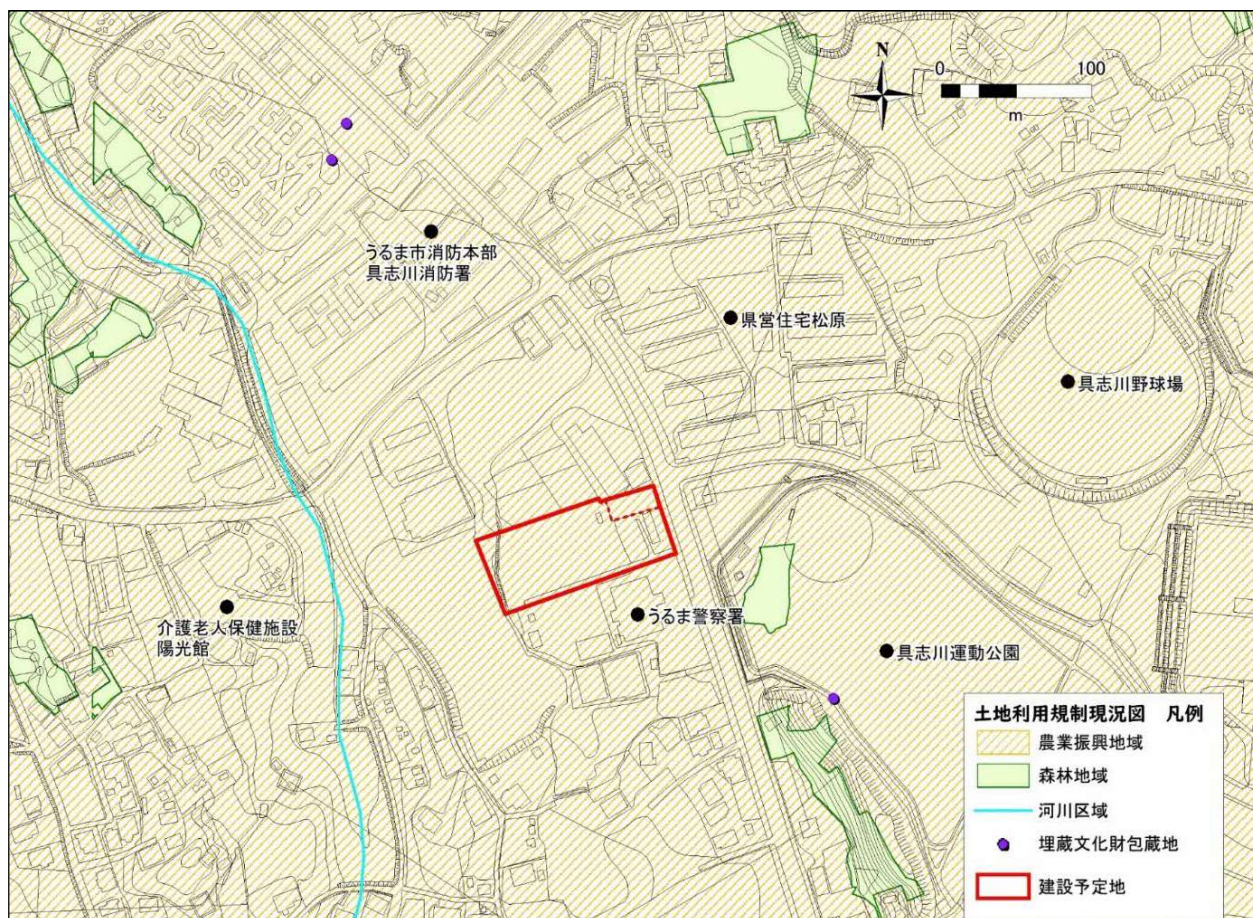 N
0 100
m
うるま市消防本部
具志川消防署
県営住宅松原
具志川野球場
うるま警察署
介護老人保健施設
陽光館
具志川運動公園
土地利用規制現況図 凡例
農業振興地域
森林地域
河川区域
埋蔵文化財包蔵地
建設予定地